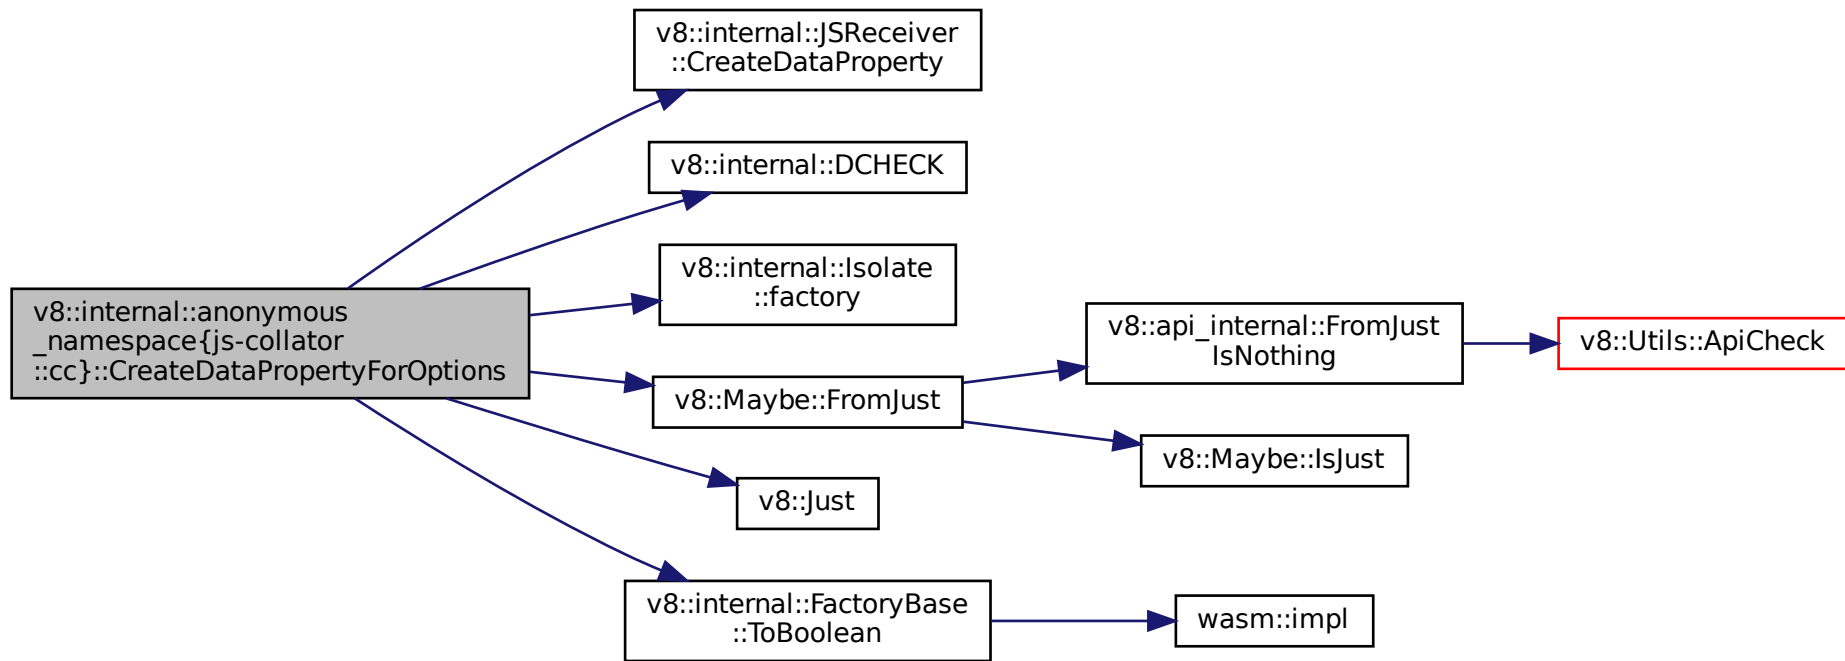 v8::internal::JSReceiver
::CreateDataProperty
v8::internal::DCHECK
v8::internal::Isolate
::factory
v8::internal::anonymous
_namespace{js-collator
::cc}::CreateDataPropertyForOptions
v8::api_internal::FromJust
IsNothing
v8::Utils::ApiCheck
v8::Maybe::FromJust
v8::Maybe::IsJust
v8::Just
v8::internal::FactoryBase
::ToBoolean
wasm::impl